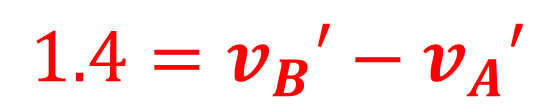 1.4 = v_B' − v_A'